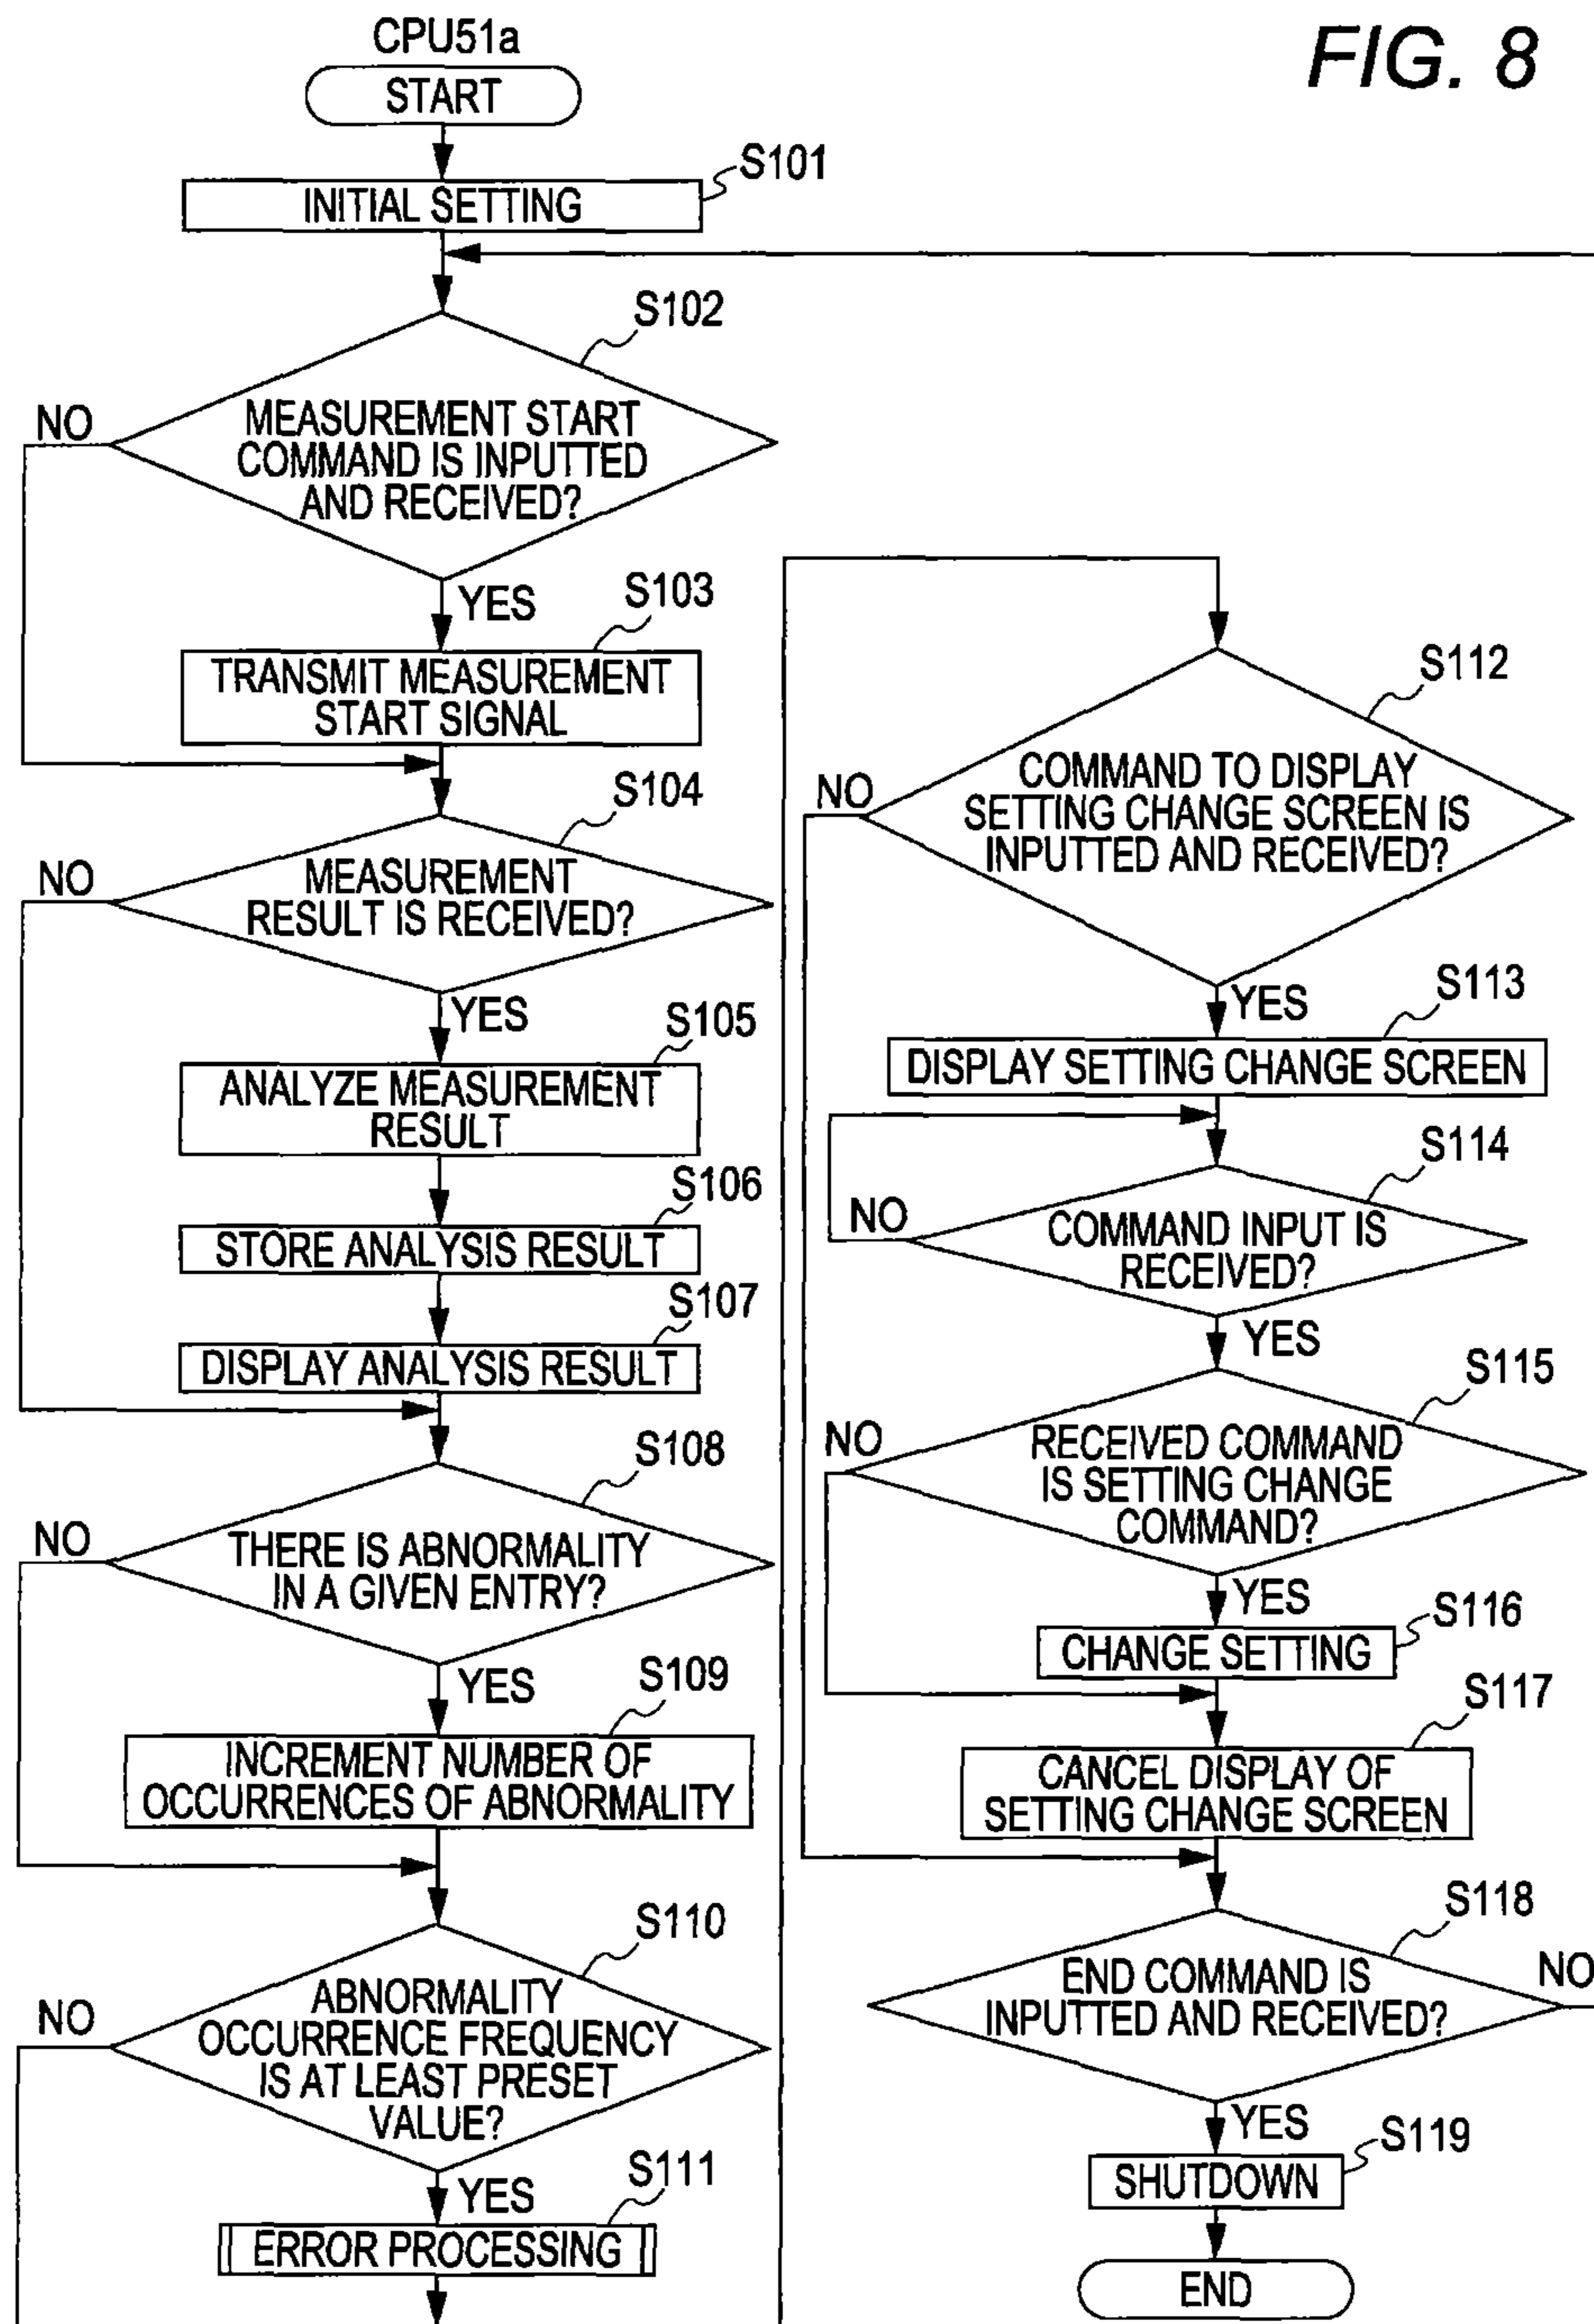 FIG. 8
CPU51a
START
S101
INITIAL SETTING
S102
NO
MEASUREMENT START
COMMAND IS INPUTTED
AND RECEIVED?
YES
S103
TRANSMIT MEASUREMENT
START SIGNAL
S104
NO
MEASUREMENT
RESULT IS RECEIVED?
YES
S105
ANALYZE MEASUREMENT
RESULT
S106
STORE ANALYSIS RESULT
S107
DISPLAY ANALYSIS RESULT
S108
NO
THERE IS ABNORMALITY
IN A GIVEN ENTRY?
YES
S109
INCREMENT NUMBER OF
OCCURRENCES OF ABNORMALITY
S110
NO
ABNORMALITY
OCCURRENCE FREQUENCY
IS AT LEAST PRESET
VALUE?
YES
S111
ERROR PROCESSING
S112
NO
COMMAND TO DISPLAY
SETTING CHANGE SCREEN IS
INPUTTED AND RECEIVED?
YES
S113
DISPLAY SETTING CHANGE SCREEN
S114
NO
COMMAND INPUT IS
RECEIVED?
YES
S115
NO
RECEIVED COMMAND
IS SETTING CHANGE
COMMAND?
YES
S116
CHANGE SETTING
S117
CANCEL DISPLAY OF
SETTING CHANGE SCREEN
S118
END COMMAND IS
INPUTTED AND RECEIVED?
NO
YES
S119
SHUTDOWN
END